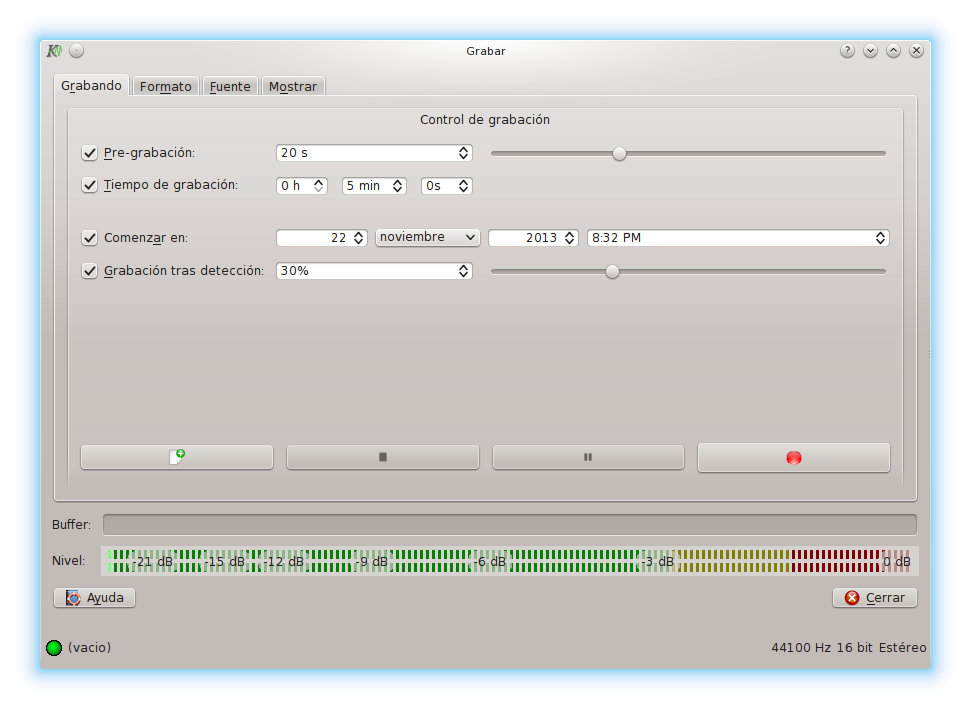 Grabar
Grabando Formato Fuente Mostrar
Control de grabación
Pre-grabación: 20 s
Tiempo de grabación: 0 h 5 min 0s
Comenzar en: 22 noviembre 2013 8:32 PM
Grabación tras detección: 30%
Buffer:
Nivel: -21 dB -15 dB -12 dB -9 dB -6 dB -3 dB 0 dB
Ayuda Cerrar
(vacio) 44100 Hz 16 bit Estéreo